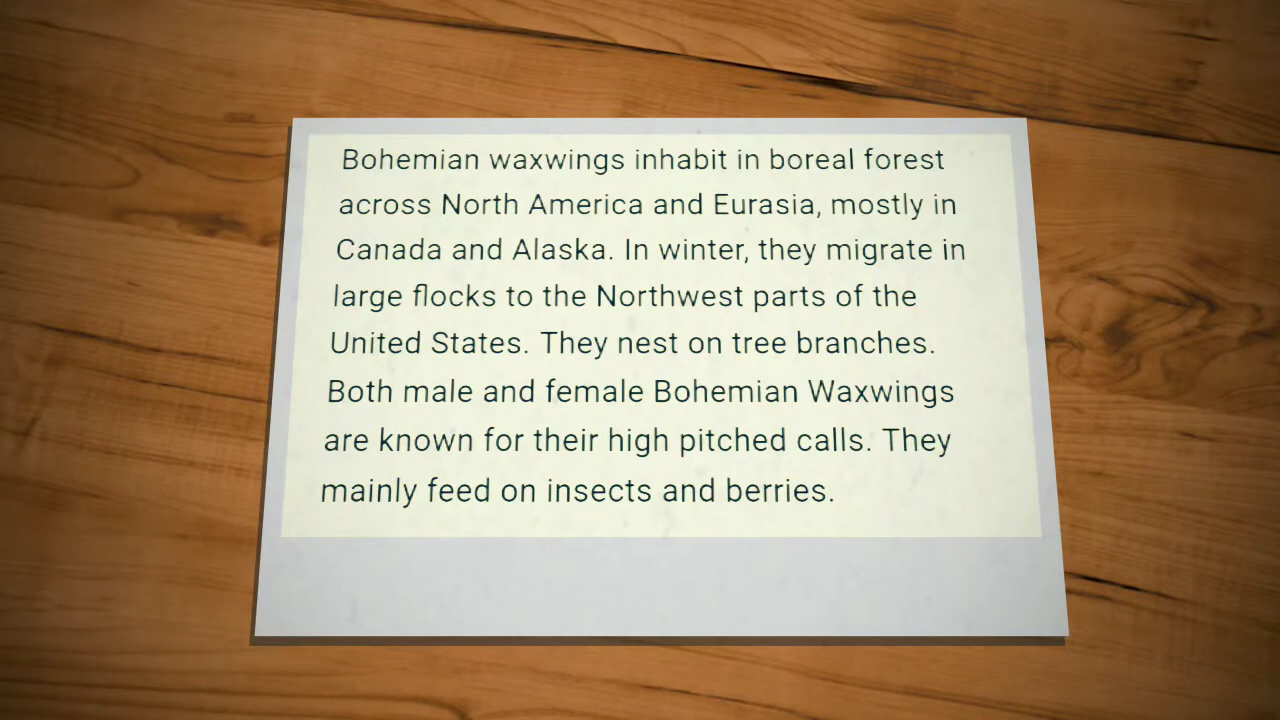 Bohemian waxwings inhabit in boreal forest
across North America and Eurasia, mostly in
Canada and Alaska. In winter, they migrate in
large flocks to the Northwest parts of the
United States. They nest on tree branches.
Both male and female Bohemian Waxwings
are known for their high pitched calls. They
mainly feed on insects and berries.